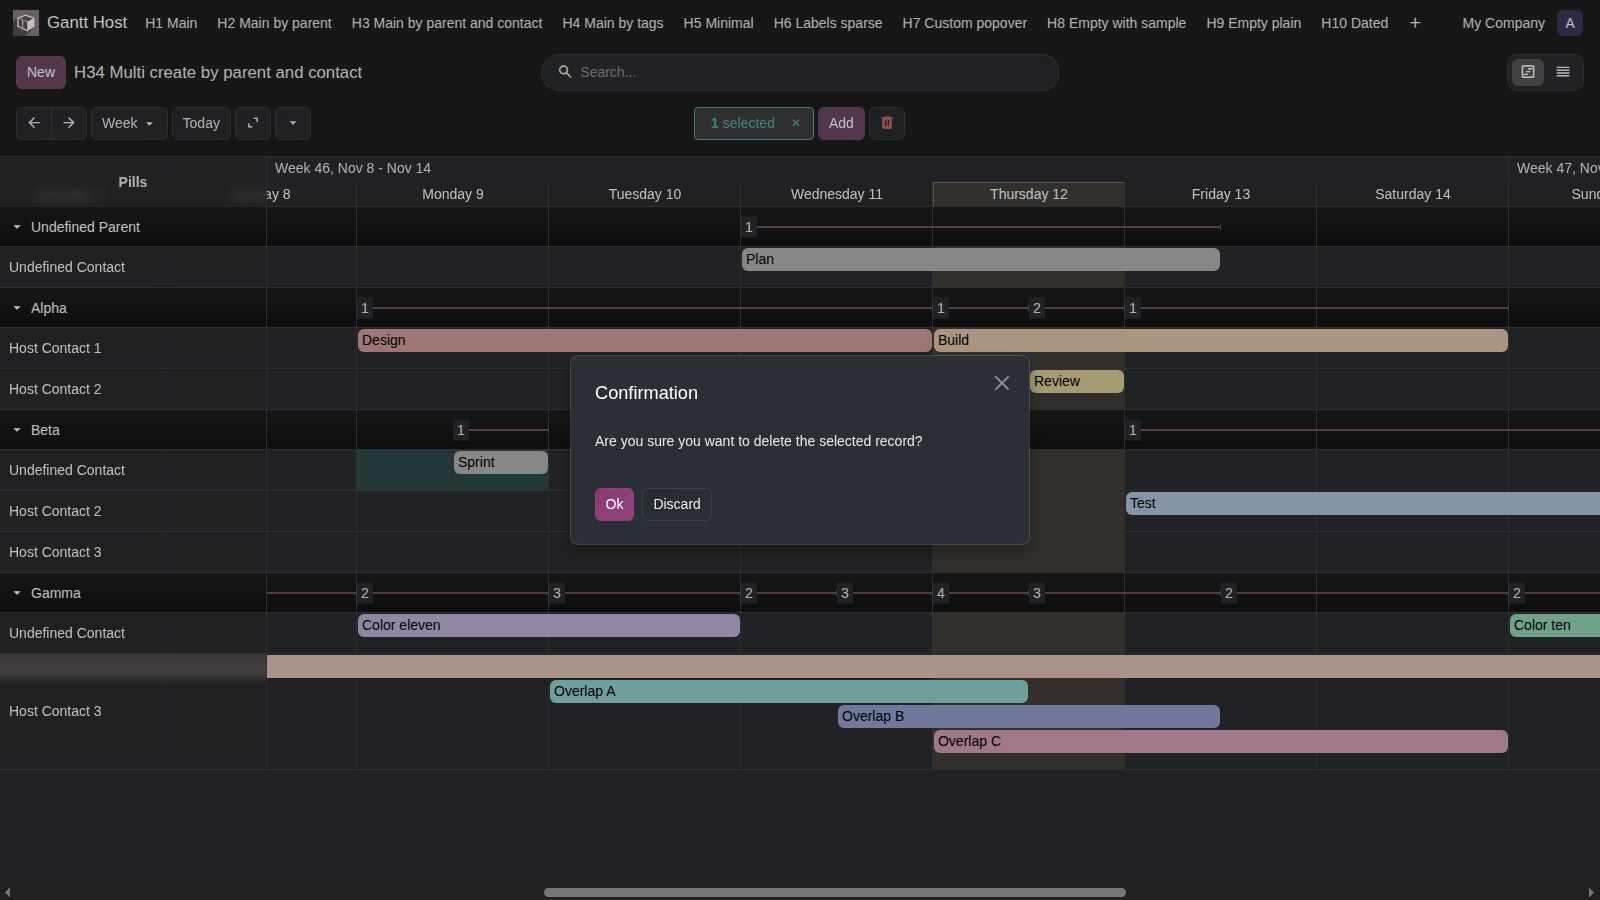 Gantt Host H1 Main H2 Main by parent H3 Main by parent and contact H4 Main by tags H5 Minimal H6 Labels sparse H7 Custom popover H8 Empty with sample H9 Empty plain H10 Dated + My Company A
New H34 Multi create by parent and contact Search...
Week Today 1 selected × Add
Week 46, Nov 8 - Nov 14 Week 47, Nov
Pills
ay 8 Monday 9 Tuesday 10 Wednesday 11 Thursday 12 Friday 13 Saturday 14 Sund
Undefined Parent 1
Undefined Contact Plan
Alpha 1 1 2 1
Host Contact 1 Design Build
Host Contact 2 Review
Confirmation
Beta 1 1
Are you sure you want to delete the selected record?
Undefined Contact Sprint
Ok Discard
Host Contact 2 Test
Host Contact 3
Gamma 2 3 2 3 4 3 2 2
Undefined Contact Color eleven Color ten
Overlap A
Host Contact 3 Overlap B
Overlap C